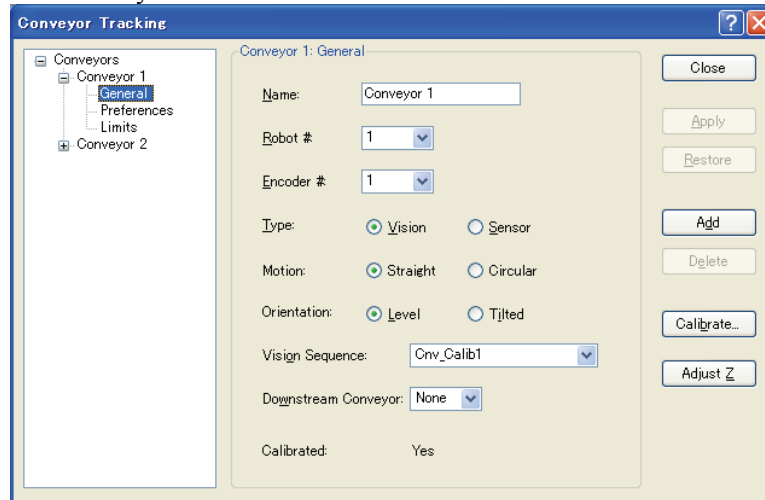 Conveyor Tracking
Conveyors
Conveyor 1
General
Preferences
Limits
Conveyor 2
Conveyor 1: General
Name: Conveyor 1
Robot # 1
Encoder #: 1
Type: Vision Sensor
Motion: Straight Circular
Orientation: Level Tilted
Vision Sequence: Cnv_Calib1
Downstream Conveyor: None
Calibrated: Yes
Close
Apply
Restore
Add
Delete
Calibrate...
Adjust Z